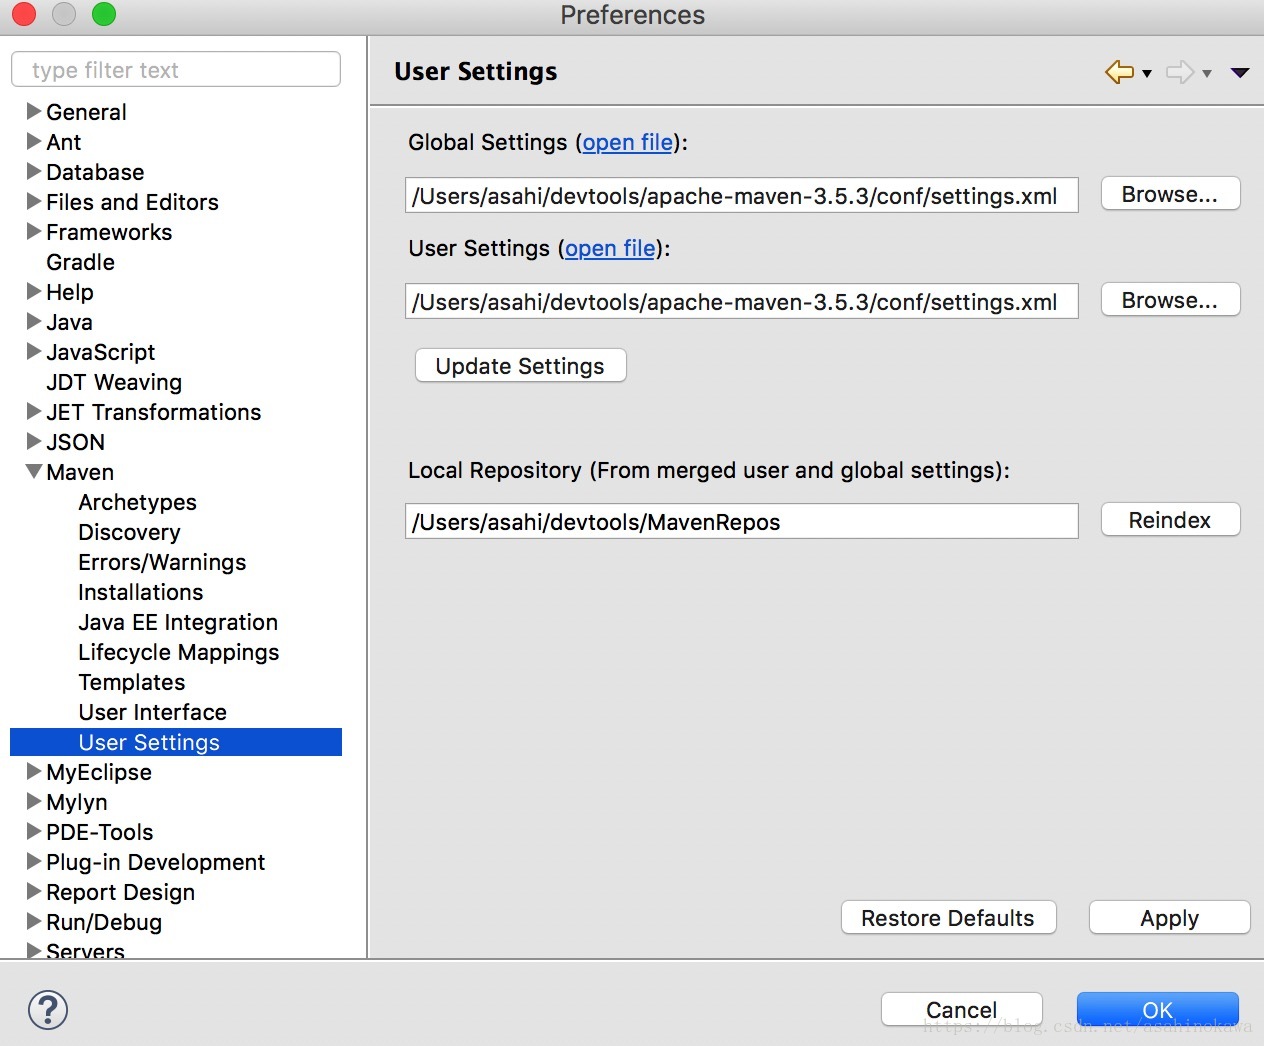 Preferences
type filter text
General
Ant
Database
Files and Editors
Frameworks
Gradle
Help
Java
JavaScript
JDT Weaving
JET Transformations
JSON
Maven
Archetypes
Discovery
Errors/Warnings
Installations
Java EE Integration
Lifecycle Mappings
Templates
User Interface
User Settings
MyEclipse
Mylyn
PDE-Tools
Plug-in Development
Report Design
Run/Debug
Servers
User Settings
Global Settings (open file):
/Users/asahi/devtools/apache-maven-3.5.3/conf/settings.xml
Browse...
User Settings (open file):
/Users/asahi/devtools/apache-maven-3.5.3/conf/settings.xml
Browse...
Update Settings
Local Repository (From merged user and global settings):
/Users/asahi/devtools/MavenRepos
Reindex
Restore Defaults
Apply
?
Cancel
OK
https://blog.csdn.net/asahinokawa